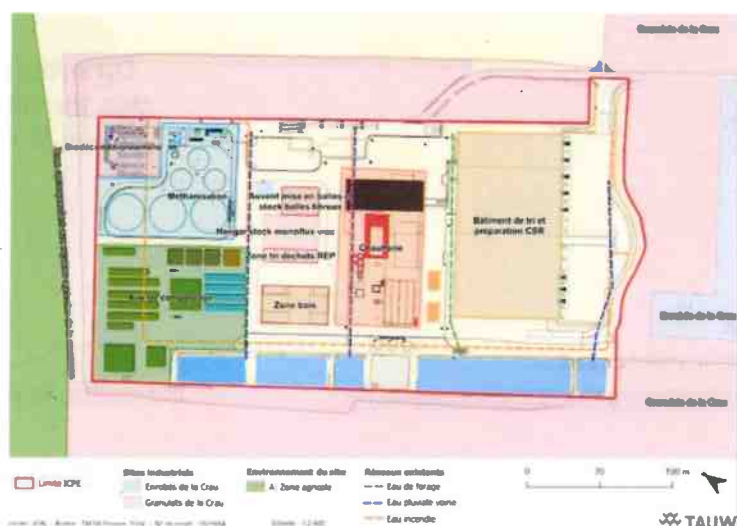 Granulats de la Crau
Biodéconditionnement
Méthanisation
Auvent mise en balles
stock balles fibreux
Hangar stock monoflux vrac
Chaufferie
Bâtiment de tri et
préparation CSR
Zone tri déchets REP
Zone bois
Enrobés de la Crau
Granulats de la Crau
Limite ICPE
Sites industriels
Enrobés de la Crau
Granulats de la Crau
Environnement du site
A : Zone agricole
Réseaux existants
Eau de forage
Eau pluviale voirie
Eau incendie
0
100 m
TAUW